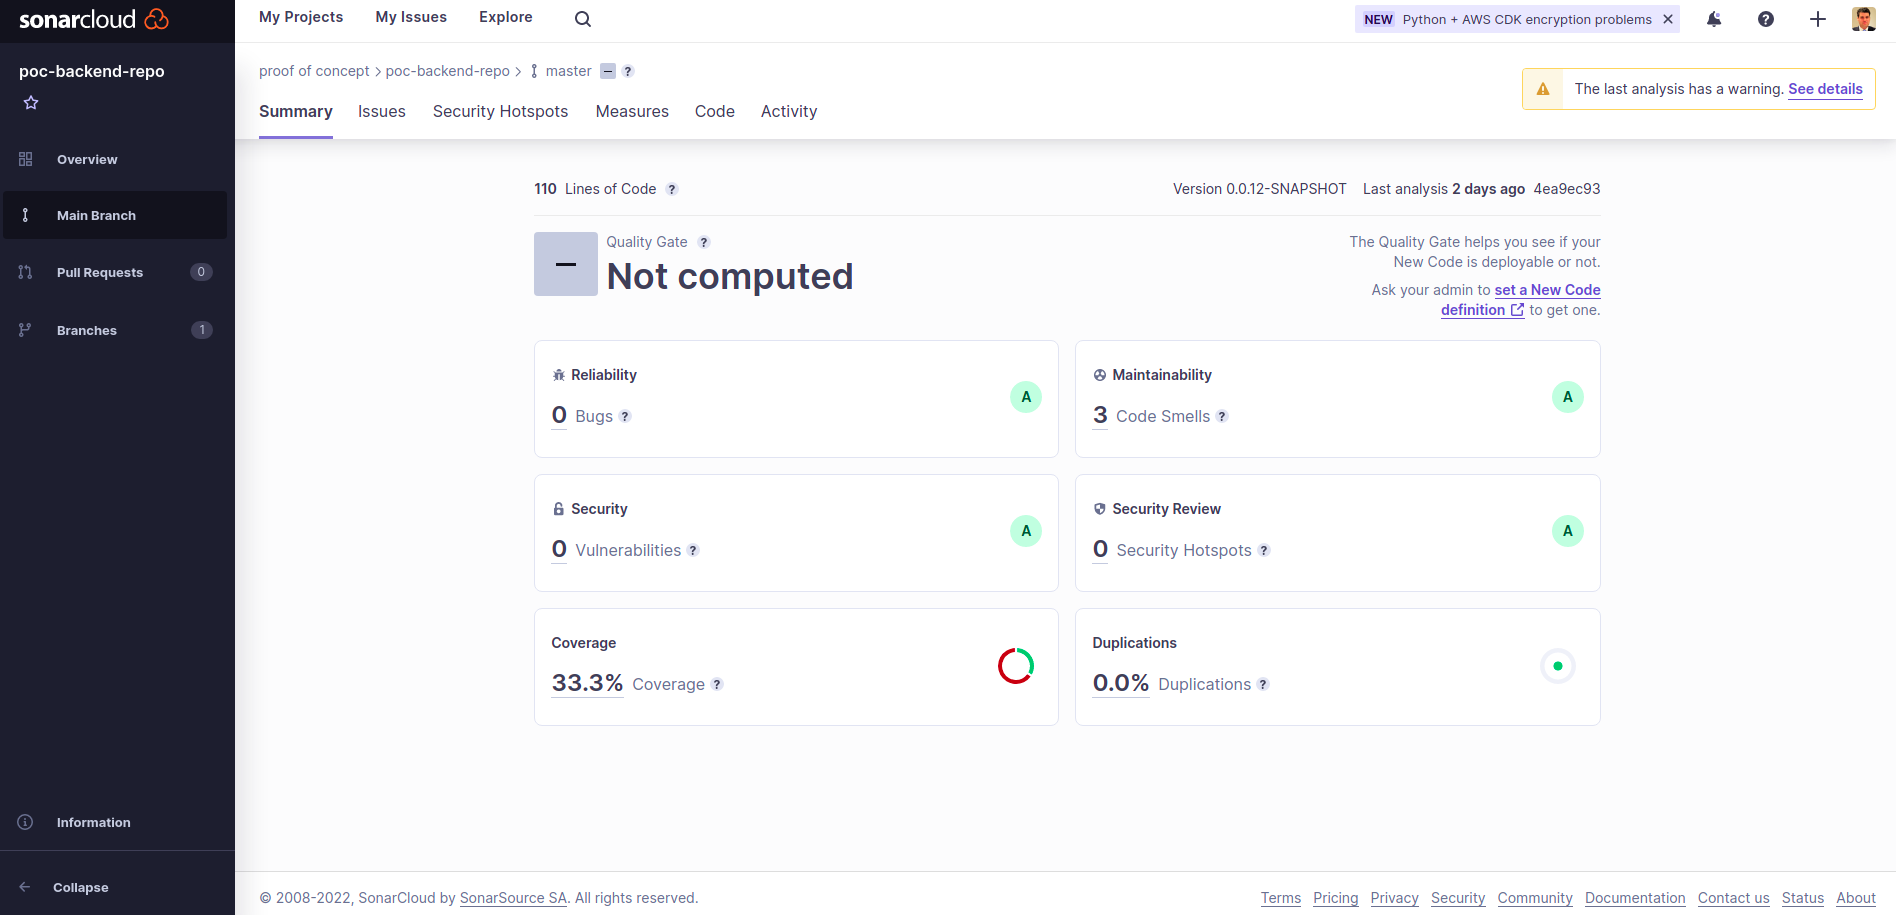 sonarcloud
My Projects My Issues Explore
NEW Python + AWS CDK encryption problems
poc-backend-repo
Overview
Main Branch
Pull Requests 0
Branches 1
Information
Collapse
proof of concept > poc-backend-repo > master – ?
The last analysis has a warning. See details
Summary Issues Security Hotspots Measures Code Activity
110 Lines of Code ?
Version 0.0.12-SNAPSHOT Last analysis 2 days ago 4ea9ec93
Quality Gate ?
Not computed
The Quality Gate helps you see if your
New Code is deployable or not.
Ask your admin to set a New Code
definition to get one.
Reliability
0 Bugs ?
A
Maintainability
3 Code Smells ?
A
Security
0 Vulnerabilities ?
A
Security Review
0 Security Hotspots ?
A
Coverage
33.3% Coverage ?
Duplications
0.0% Duplications ?
© 2008-2022, SonarCloud by SonarSource SA. All rights reserved.
Terms Pricing Privacy Security Community Documentation Contact us Status About